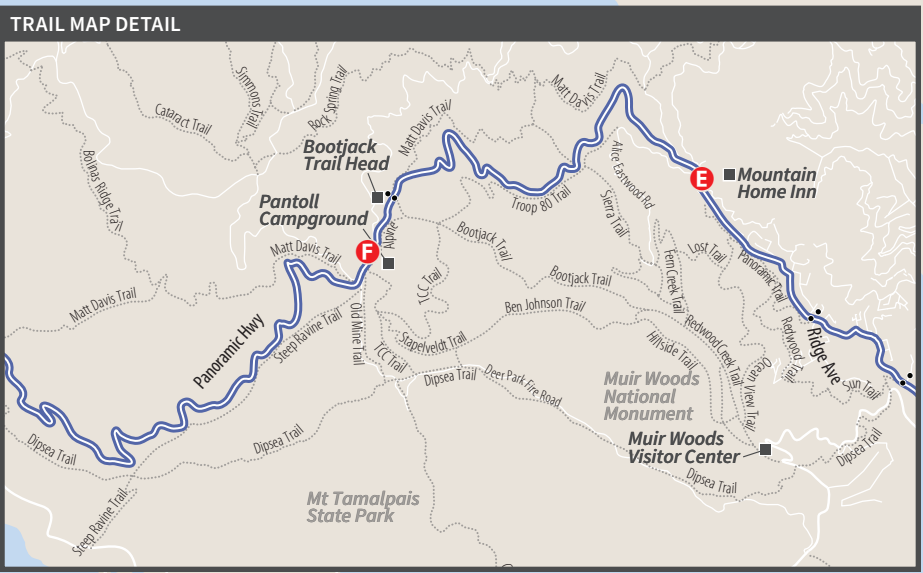 TRAIL MAP DETAIL
Matt Davis Trail
Simmons Trail
Rock Spring Trail
Cataract Trail
Matt Davis Trail
Bootjack
Trail Head
Alice Eastwood Rd
Bolinas Ridge Trail
E
Mountain
Home Inn
Pantoll
Campground
Troop 80 Trail
Sierra Trail
Alpine
Bootjack Trail
F
Matt Davis Trail
Lost Trail
Panoramic Trail
Fern Creek Trail
TCC Trail
Bootjack Trail
Matt Davis Trail
Ben Johnson Trail
Old Mine Trail
Steep Ravine Trail
Panoramic Hwy
Stapelveldt Trail
TCC Trail
Hillside Trail
Redwood Creek Trail
Redwood Trail
Ridge Ave
Ocean View Trail
Sun Trail
Dipsea Trail
Deer Park Fire Road
Muir Woods
National
Monument
Muir Woods
Visitor Center
Dipsea Trail
Dipsea Trail
Dipsea Trail
Dipsea Trail
Mt Tamalpais
State Park
Steep Ravine Trail